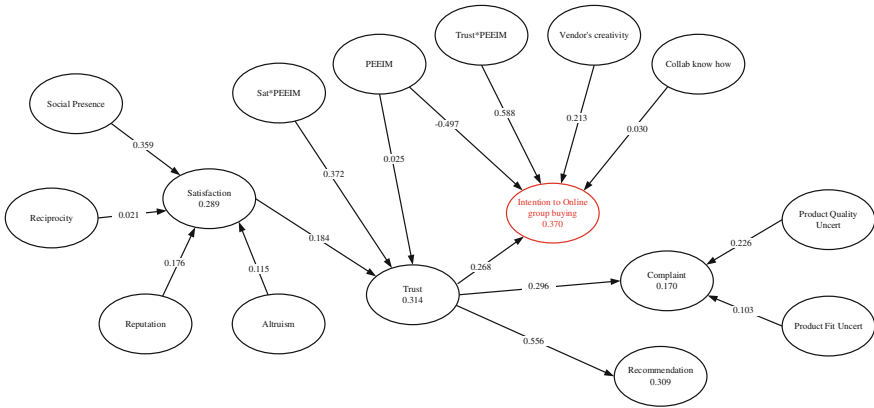 PEEIM
Trust*PEEIM
Vendor's creativity
Collab know how
Sat*PEEIM
Social Presence
-0.497
0.588
0.213
0.030
0.359
0.372
0.025
Satisfaction
0.289
Reciprocity
0.021
Intention to Online
group buying
0.370
Product Quality
Uncert
0.184
0.226
0.176
0.115
0.268
Trust
0.314
0.296
Complaint
0.170
0.103
Reputation
Altruism
Product Fit Uncert
0.556
Recommendation
0.309